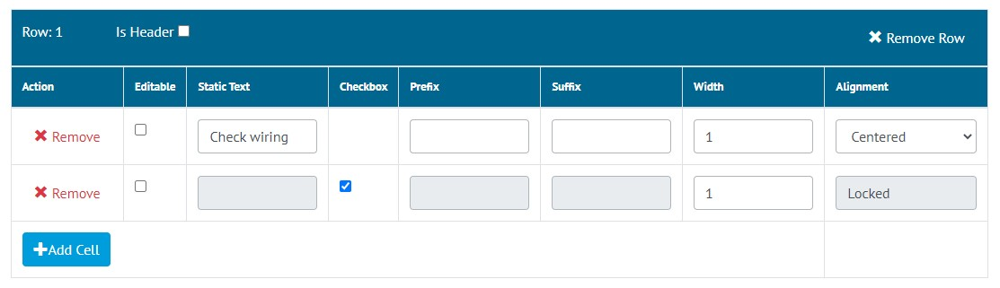 Row: 1 Is Header Remove Row
Action Editable Static Text Checkbox Prefix Suffix Width Alignment
Remove Check wiring 1 Centered
Remove 1 Locked
Add Cell